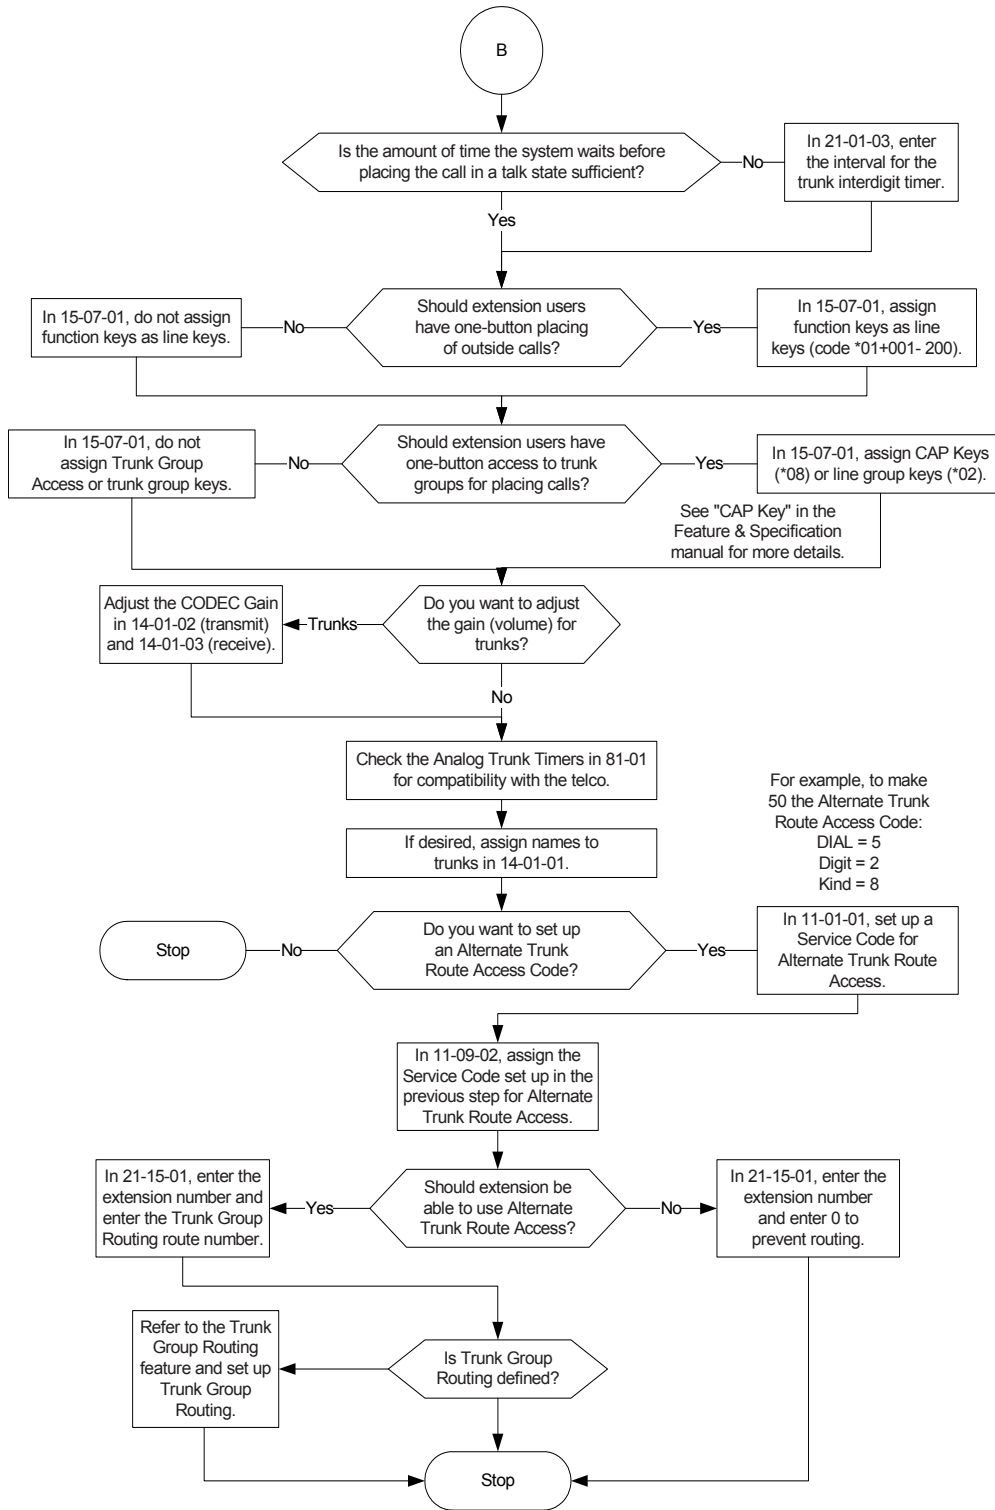 B
Is the amount of time the system waits before
placing the call in a talk state sufficient?
No
In 21-01-03, enter
the interval for the
trunk interdigit timer.
Yes
In 15-07-01, do not assign
function keys as line keys.
No
Should extension users
have one-button placing
of outside calls?
Yes
In 15-07-01, assign
function keys as line
keys (code *01+001- 200).
In 15-07-01, do not
assign Trunk Group
Access or trunk group keys.
No
Should extension users have
one-button access to trunk
groups for placing calls?
Yes
In 15-07-01, assign CAP Keys
(*08) or line group keys (*02).
See "CAP Key" in the
Feature & Specification
manual for more details.
Adjust the CODEC Gain
in 14-01-02 (transmit)
and 14-01-03 (receive).
Trunks
Do you want to adjust
the gain (volume) for
trunks?
No
Check the Analog Trunk Timers in 81-01
for compatibility with the telco.
For example, to make
50 the Alternate Trunk
Route Access Code:
DIAL = 5
Digit = 2
Kind = 8
If desired, assign names to
trunks in 14-01-01.
Stop
No
Do you want to set up
an Alternate Trunk
Route Access Code?
Yes
In 11-01-01, set up a
Service Code for
Alternate Trunk Route
Access.
In 11-09-02, assign the
Service Code set up in the
previous step for Alternate
Trunk Route Access.
In 21-15-01, enter the
extension number and
enter the Trunk Group
Routing route number.
Yes
Should extension be
able to use Alternate
Trunk Route Access?
No
In 21-15-01, enter the
extension number
and enter 0 to
prevent routing.
Refer to the Trunk
Group Routing
feature and set up
Trunk Group
Routing.
Is Trunk Group
Routing defined?
Stop